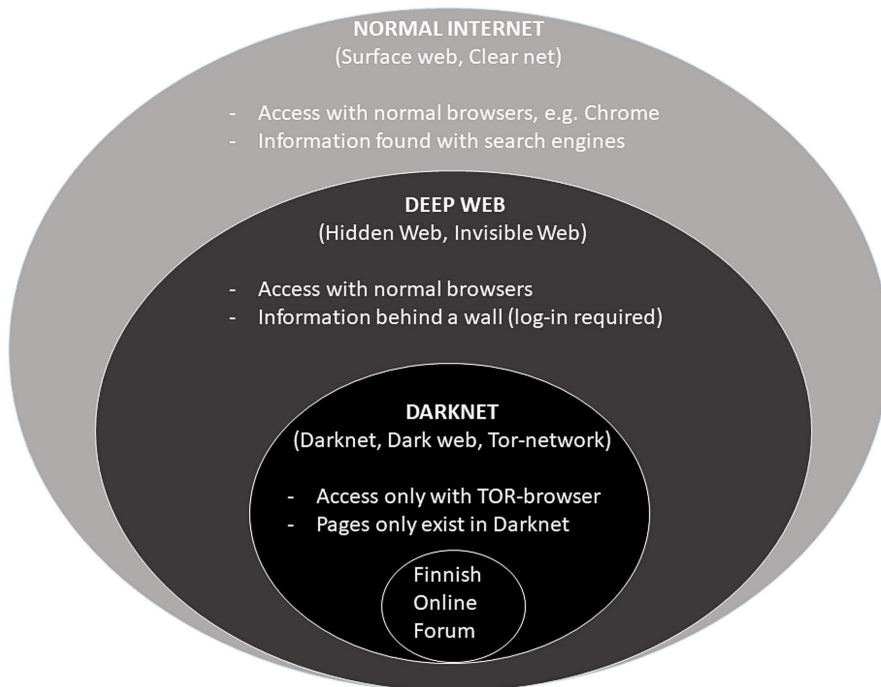 NORMAL INTERNET
(Surface web, Clear net)
- Access with normal browsers, e.g. Chrome
- Information found with search engines
DEEP WEB
(Hidden Web, Invisible Web)
- Access with normal browsers
- Information behind a wall (log-in required)
DARKNET
(Darknet, Dark web, Tor-network)
- Access only with TOR-browser
- Pages only exist in Darknet
Finnish
Online
Forum